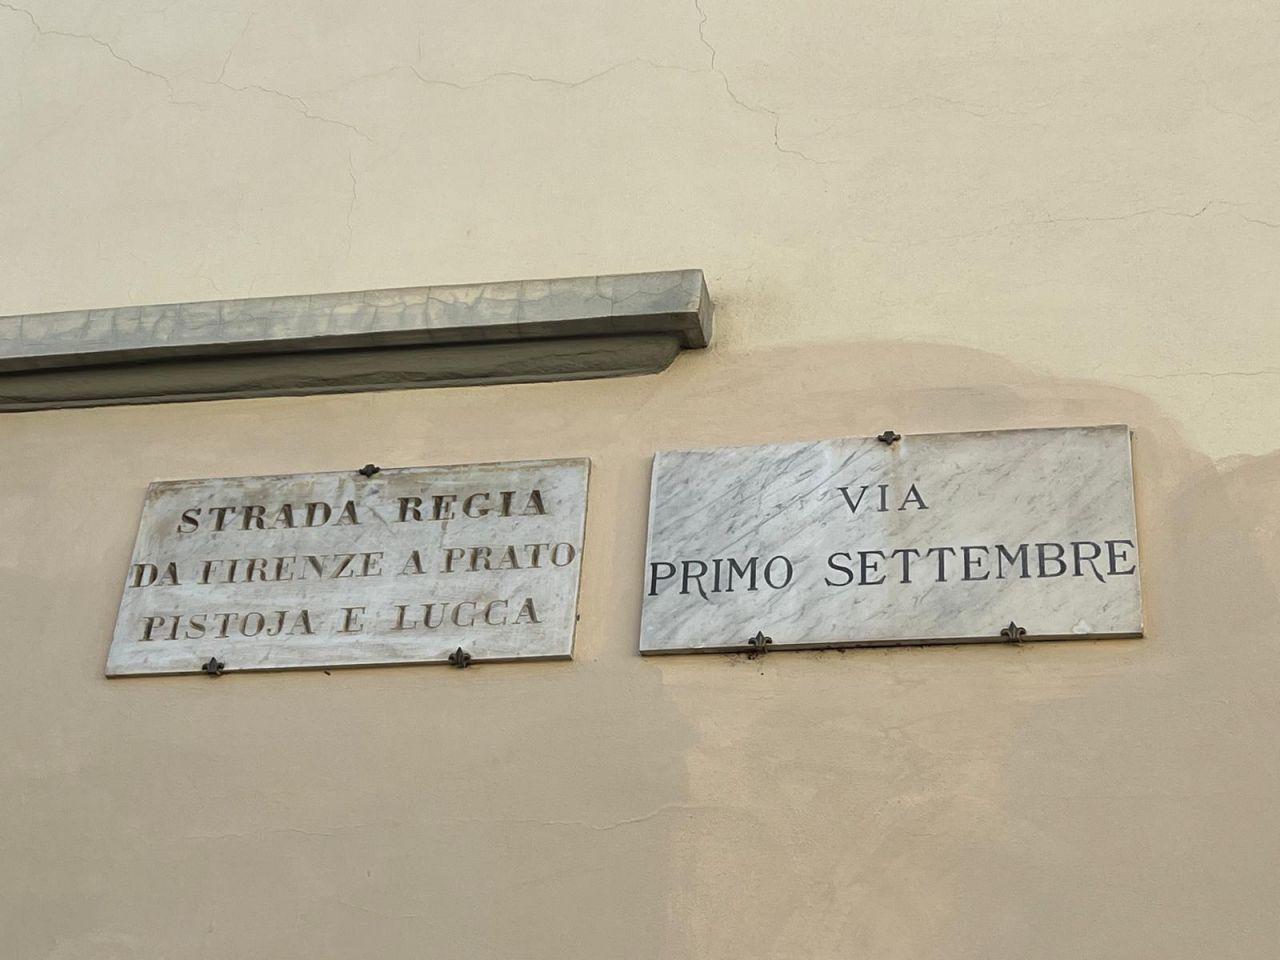 STRADA REGIA
DA FIRENZE A PRATO
PISTOJA E LUCCA
VIA
PRIMO SETTEMBRE